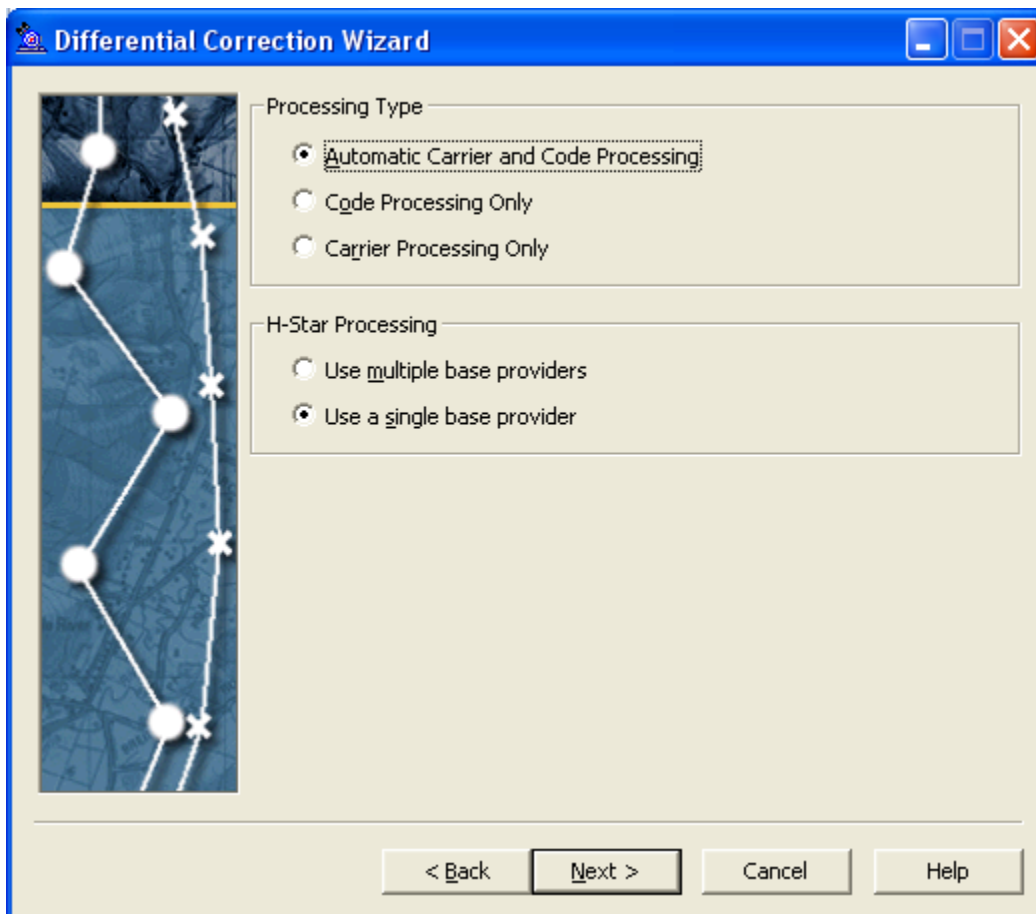 Differential Correction Wizard
Processing Type
Automatic Carrier and Code Processing
Code Processing Only
Carrier Processing Only
H-Star Processing
Use multiple base providers
Use a single base provider
< Back
Next >
Cancel
Help